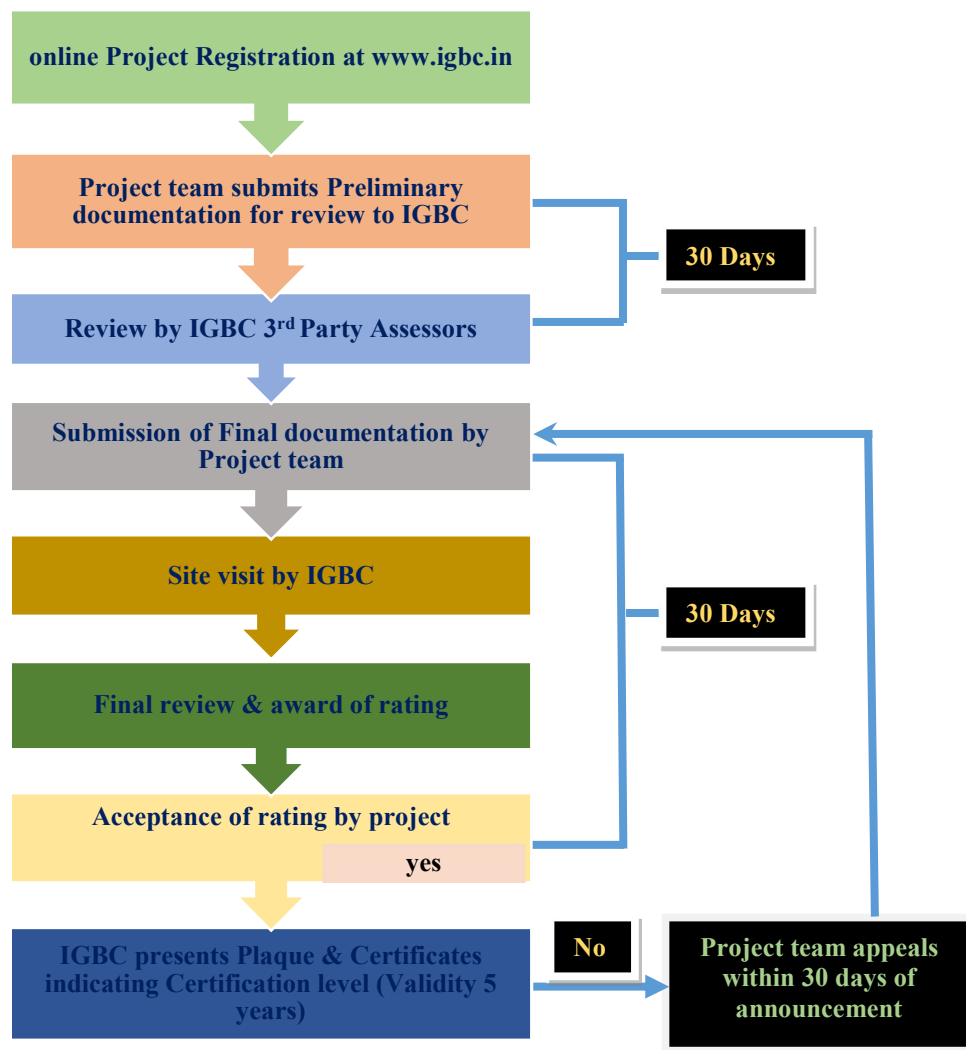 online Project Registration at www.igbc.in
Project team submits Preliminary
documentation for review to IGBC
30 Days
Review by IGBC 3rd Party Assessors
Submission of Final documentation by
Project team
Site visit by IGBC
30 Days
Final review & award of rating
Acceptance of rating by project
yes
IGBC presents Plaque & Certificates
indicating Certification level (Validity 5
years)
No
Project team appeals
within 30 days of
announcement